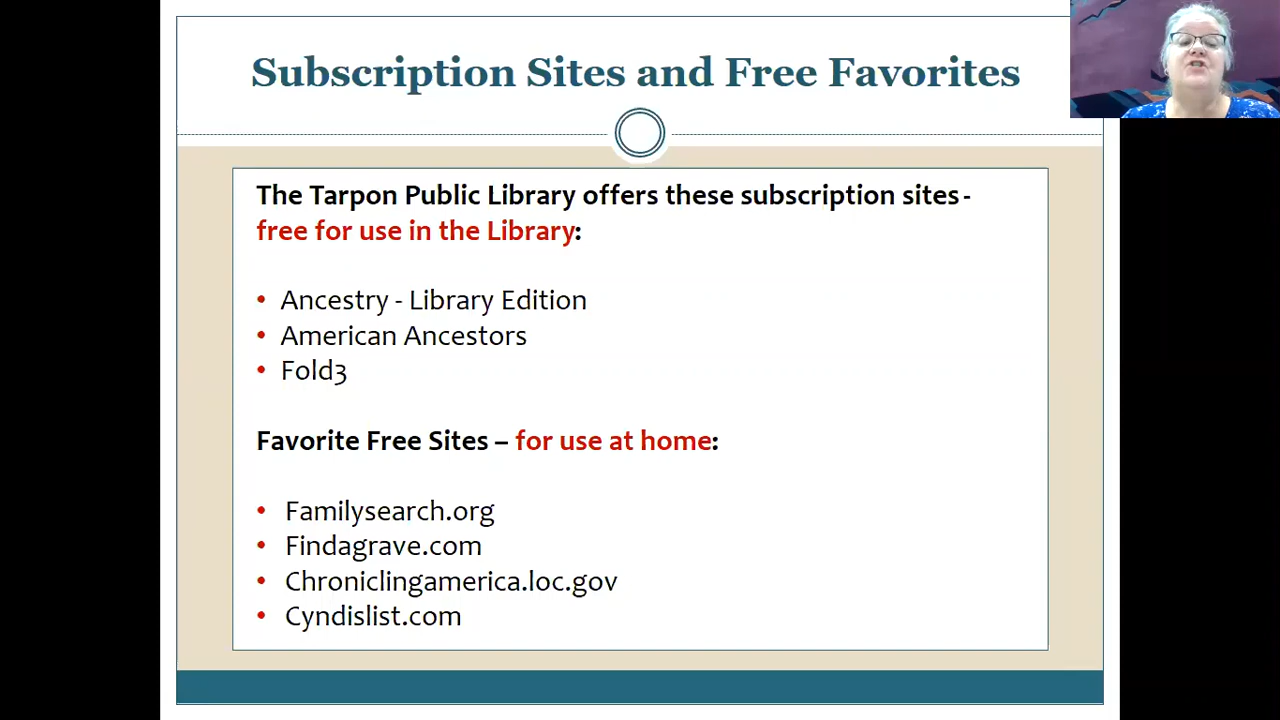 Subscription Sites and Free Favorites
The Tarpon Public Library offers these subscription sites -
free for use in the Library:
• Ancestry - Library Edition
• American Ancestors
• Fold3
Favorite Free Sites – for use at home:
• Familysearch.org
• Findagrave.com
• Chroniclingamerica.loc.gov
• Cyndislist.com